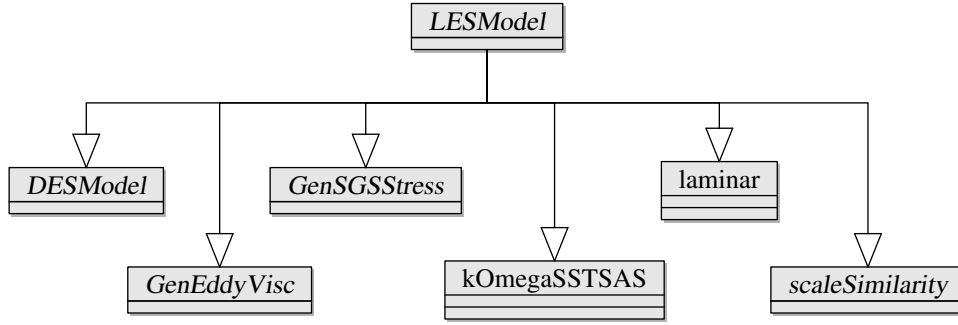 LESModel
DESModel
GenSGSStress
laminar
GenEddyVisc
kOmegaSSTSAS
scaleSimilarity